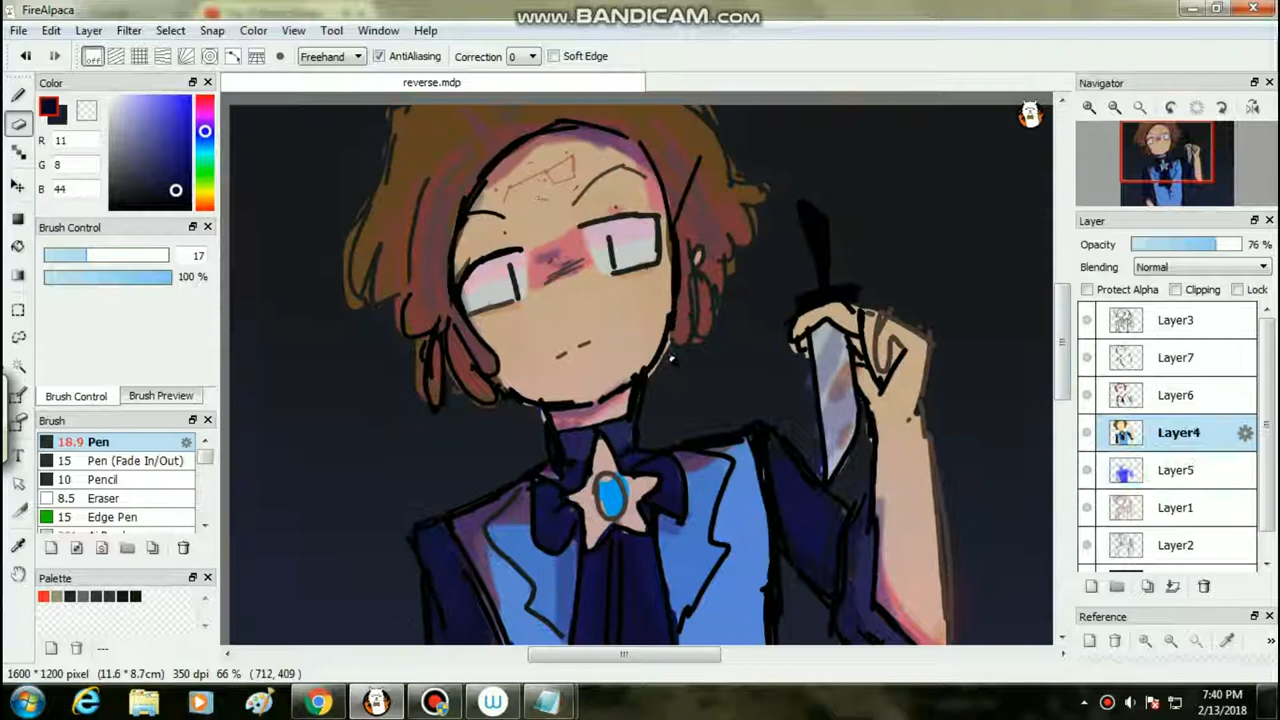 FireAlpaca
www.BANDICAM.com
File Edit Layer Filter Select Snap Color View Tool Window Help
off Freehand AntiAliasing Correction 0 Soft Edge
Color
reverse.mdp
Navigator
R 11
G 8
B 44
Brush Control
17
100 %
Brush Control Brush Preview
Brush
18.9 Pen
15 Pen (Fade In/Out)
10 Pencil
8.5 Eraser
15 Edge Pen
Palette
---
Layer
Opacity 76 %
Blending Normal
Protect Alpha Clipping Lock
Layer3
Layer7
Layer6
Layer4
Layer5
Layer1
Layer2
Reference
1600 * 1200 pixel (11.6 * 8.7cm) 350 dpi 66 % ( 712, 409 )
7:40 PM
2/13/2018